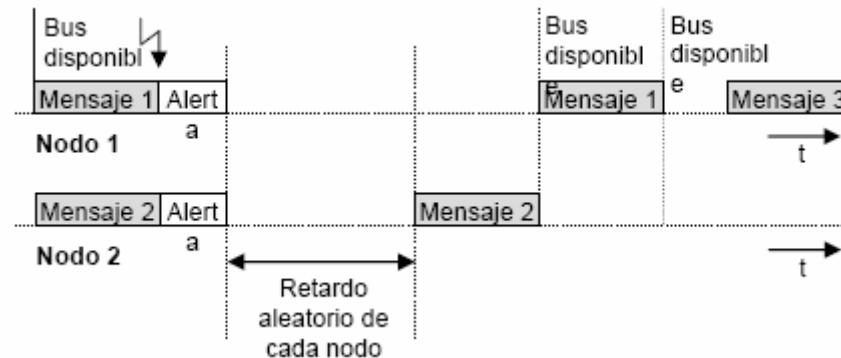 Bus
disponibl
Bus
disponibl
e
Bus
disponibl
e
Mensaje 1
Alert
a
Mensaje 1
Mensaje 3
Nodo 1
t
Mensaje 2
Alert
a
Mensaje 2
Nodo 2
t
Retardo
aleatorio de
cada nodo